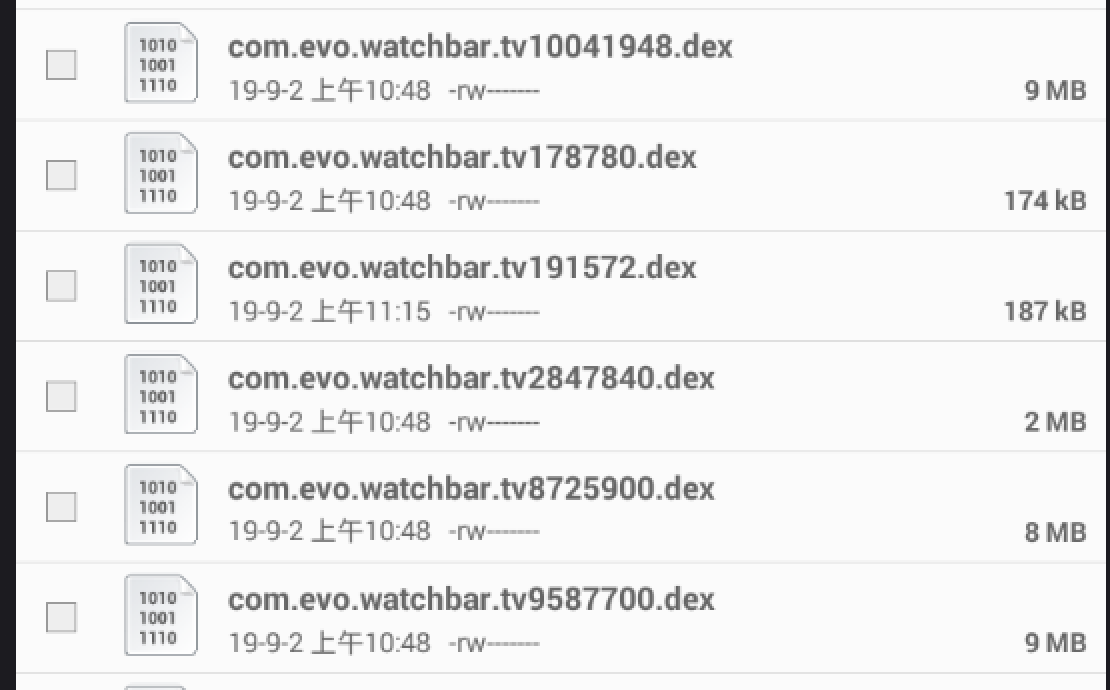 1010
1001
1110
com.evo.watchbar.tv10041948.dex
19-9-2 上午10:48 -rw-------
9 MB
1010
1001
1110
com.evo.watchbar.tv178780.dex
19-9-2 上午10:48 -rw-------
174 kB
1010
1001
1110
com.evo.watchbar.tv191572.dex
19-9-2 上午11:15 -rw-------
187 kB
1010
1001
1110
com.evo.watchbar.tv2847840.dex
19-9-2 上午10:48 -rw-------
2 MB
1010
1001
1110
com.evo.watchbar.tv8725900.dex
19-9-2 上午10:48 -rw-------
8 MB
1010
1001
1110
com.evo.watchbar.tv9587700.dex
19-9-2 上午10:48 -rw-------
9 MB